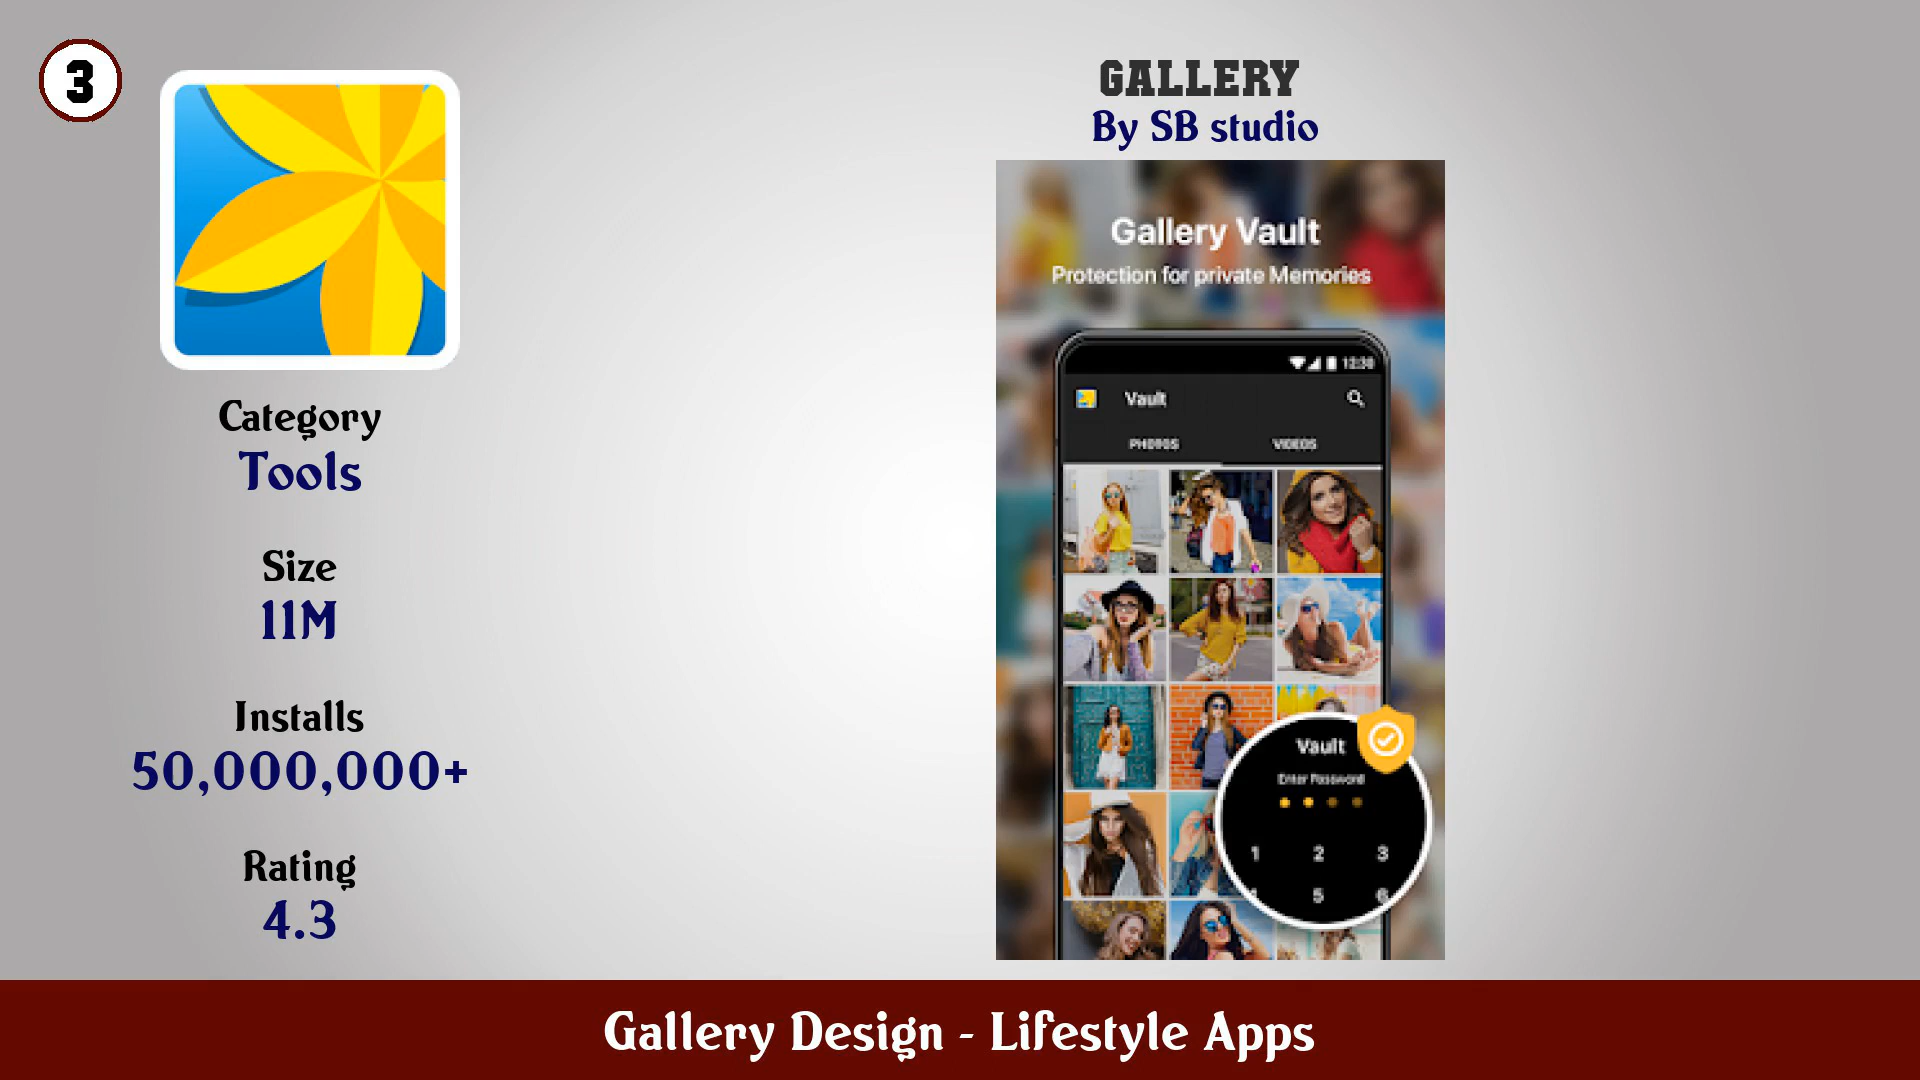 3
GALLERY
By SB studio
Category
Tools
Size
11M
Installs
50,000,000+
Rating
4.3
Gallery Vault
Protection for private Memories
12:30
Vault
PHOTOS VIDEOS
Vault
Enter Password
1 2 3
4 5 6
Gallery Design - Lifestyle Apps